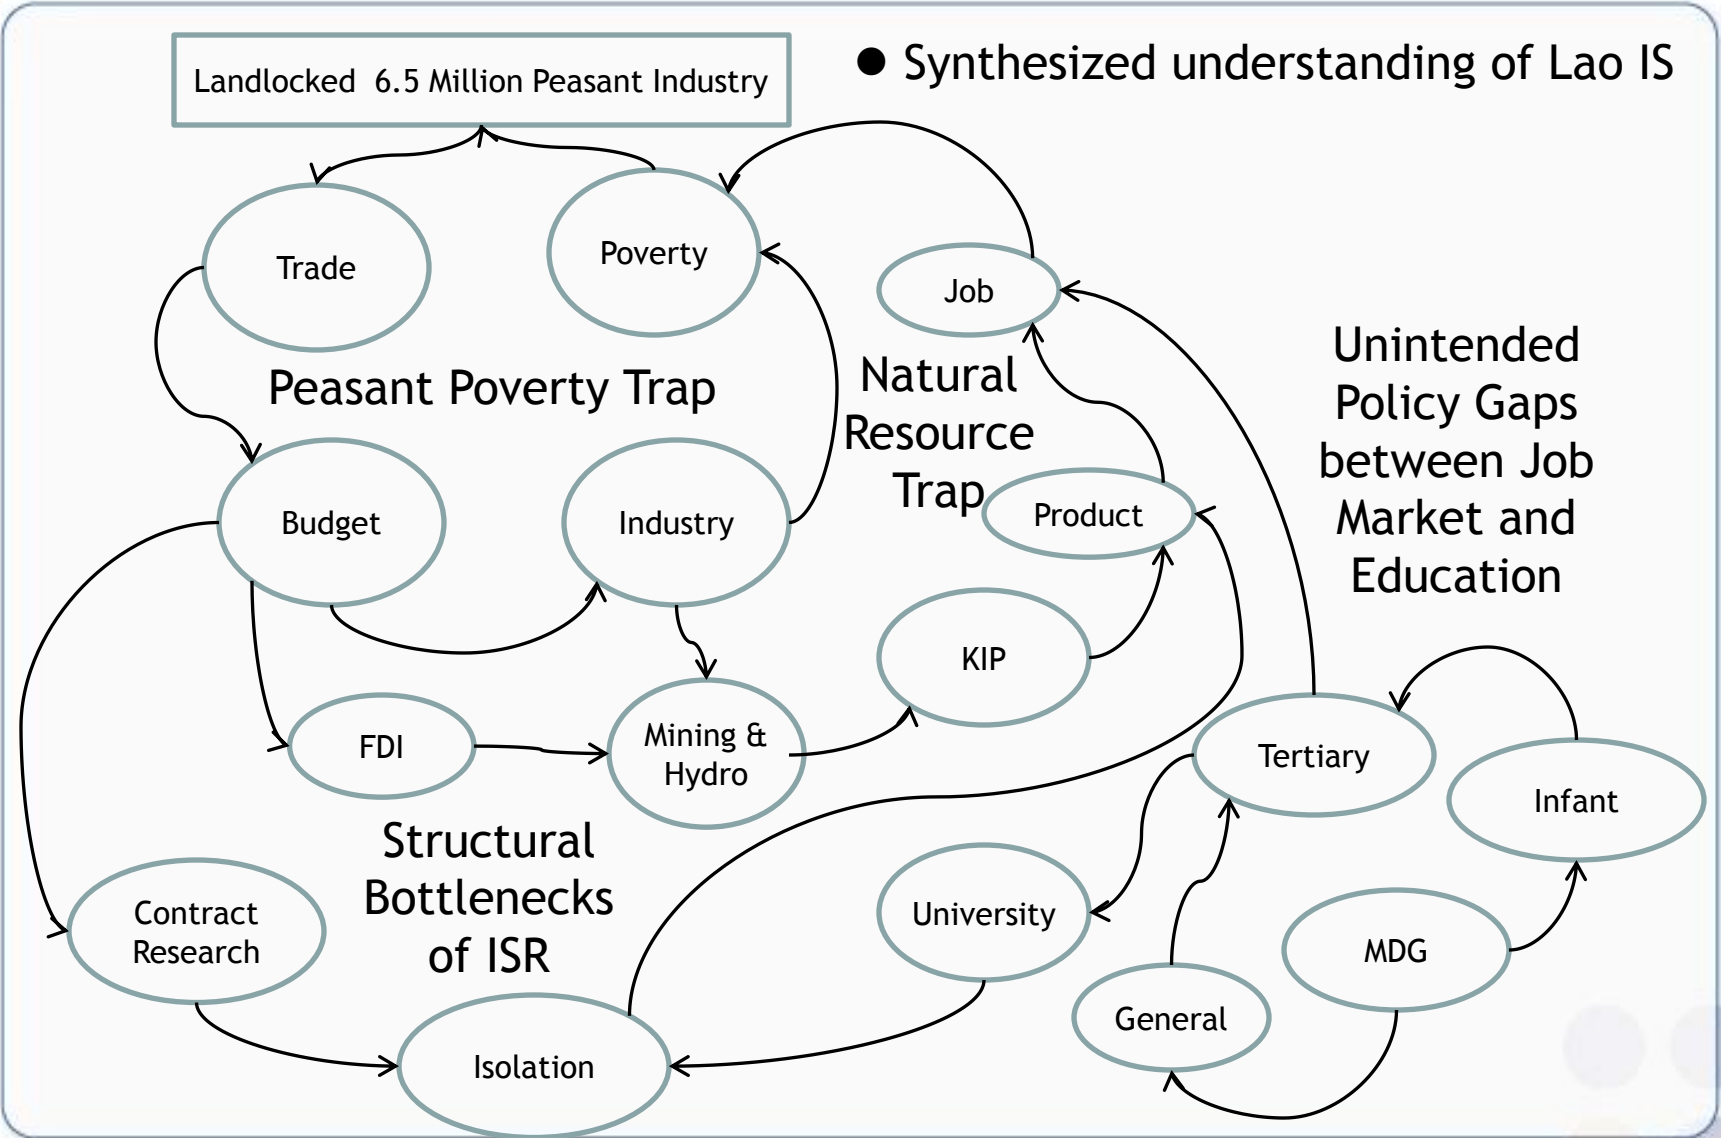 ● Synthesized understanding of Lao IS
Landlocked  6.5 Million Peasant Industry
Trade
Poverty
Job
Peasant Poverty Trap
Natural
Resource
Trap
Unintended
Policy Gaps
between Job
Market and
Education
Budget
Industry
Product
KIP
FDI
Mining &
Hydro
Tertiary
Infant
Structural
Bottlenecks
of ISR
Contract
Research
University
MDG
General
Isolation